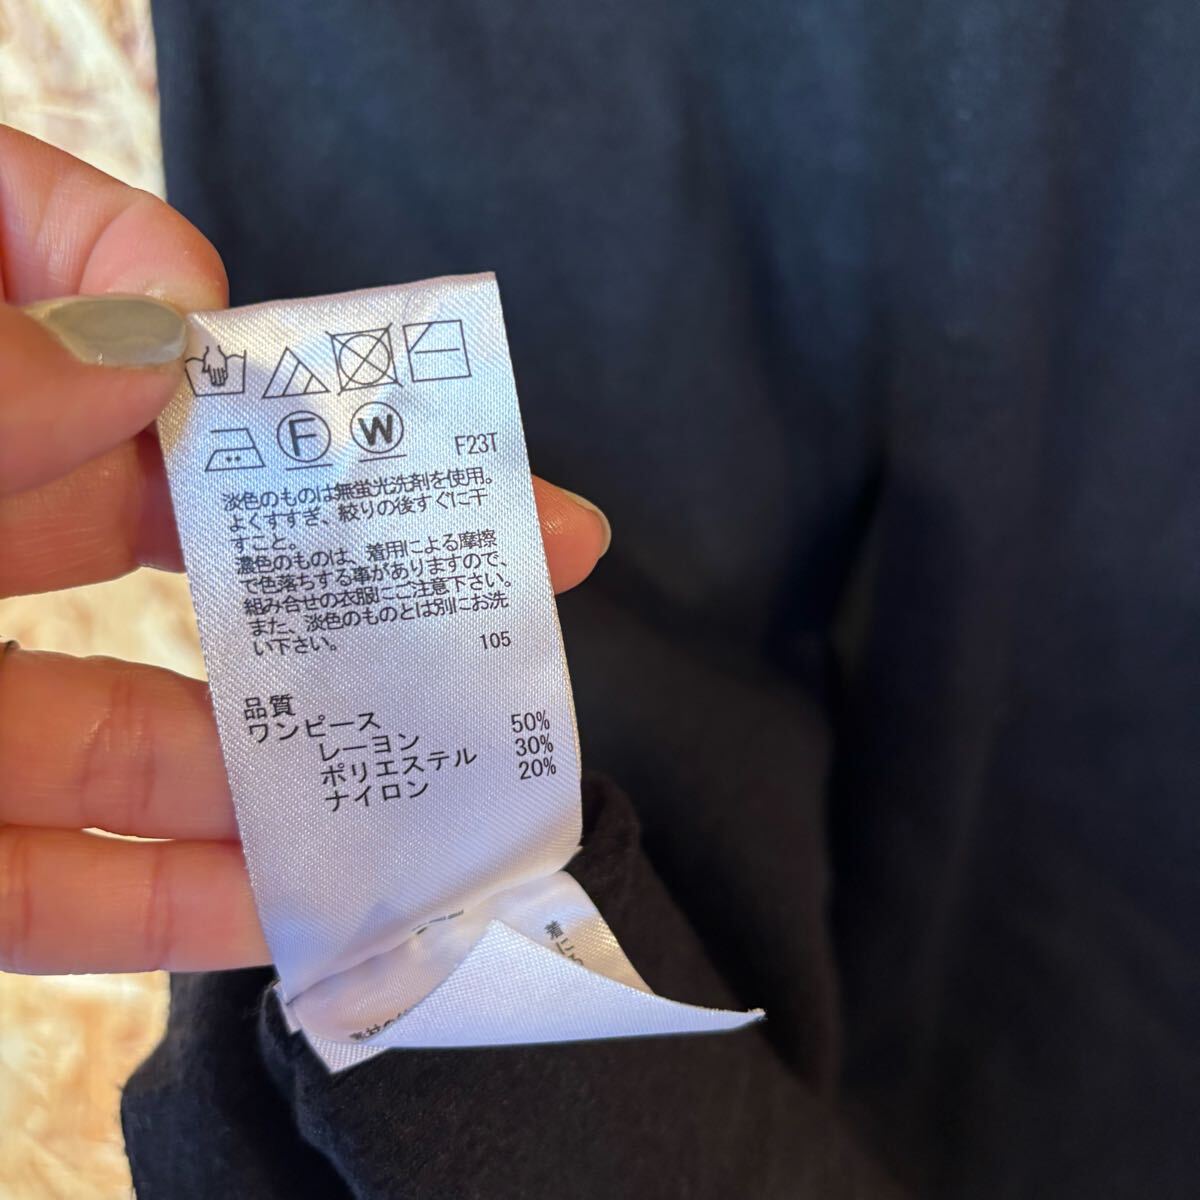 F W F23T
淡色のものは無蛍光洗剤を使用。
よくすすぎ、絞りの後すぐに干
すこと。
濃色のものは、着用による摩擦
で色落ちする事がありますので、
組み合せの衣服にご注意下さい。
また、淡色のものとは別にお洗
い下さい。 105
品質
ワンピース
レーヨン 50%
ポリエステル 30%
ナイロン 20%
着に